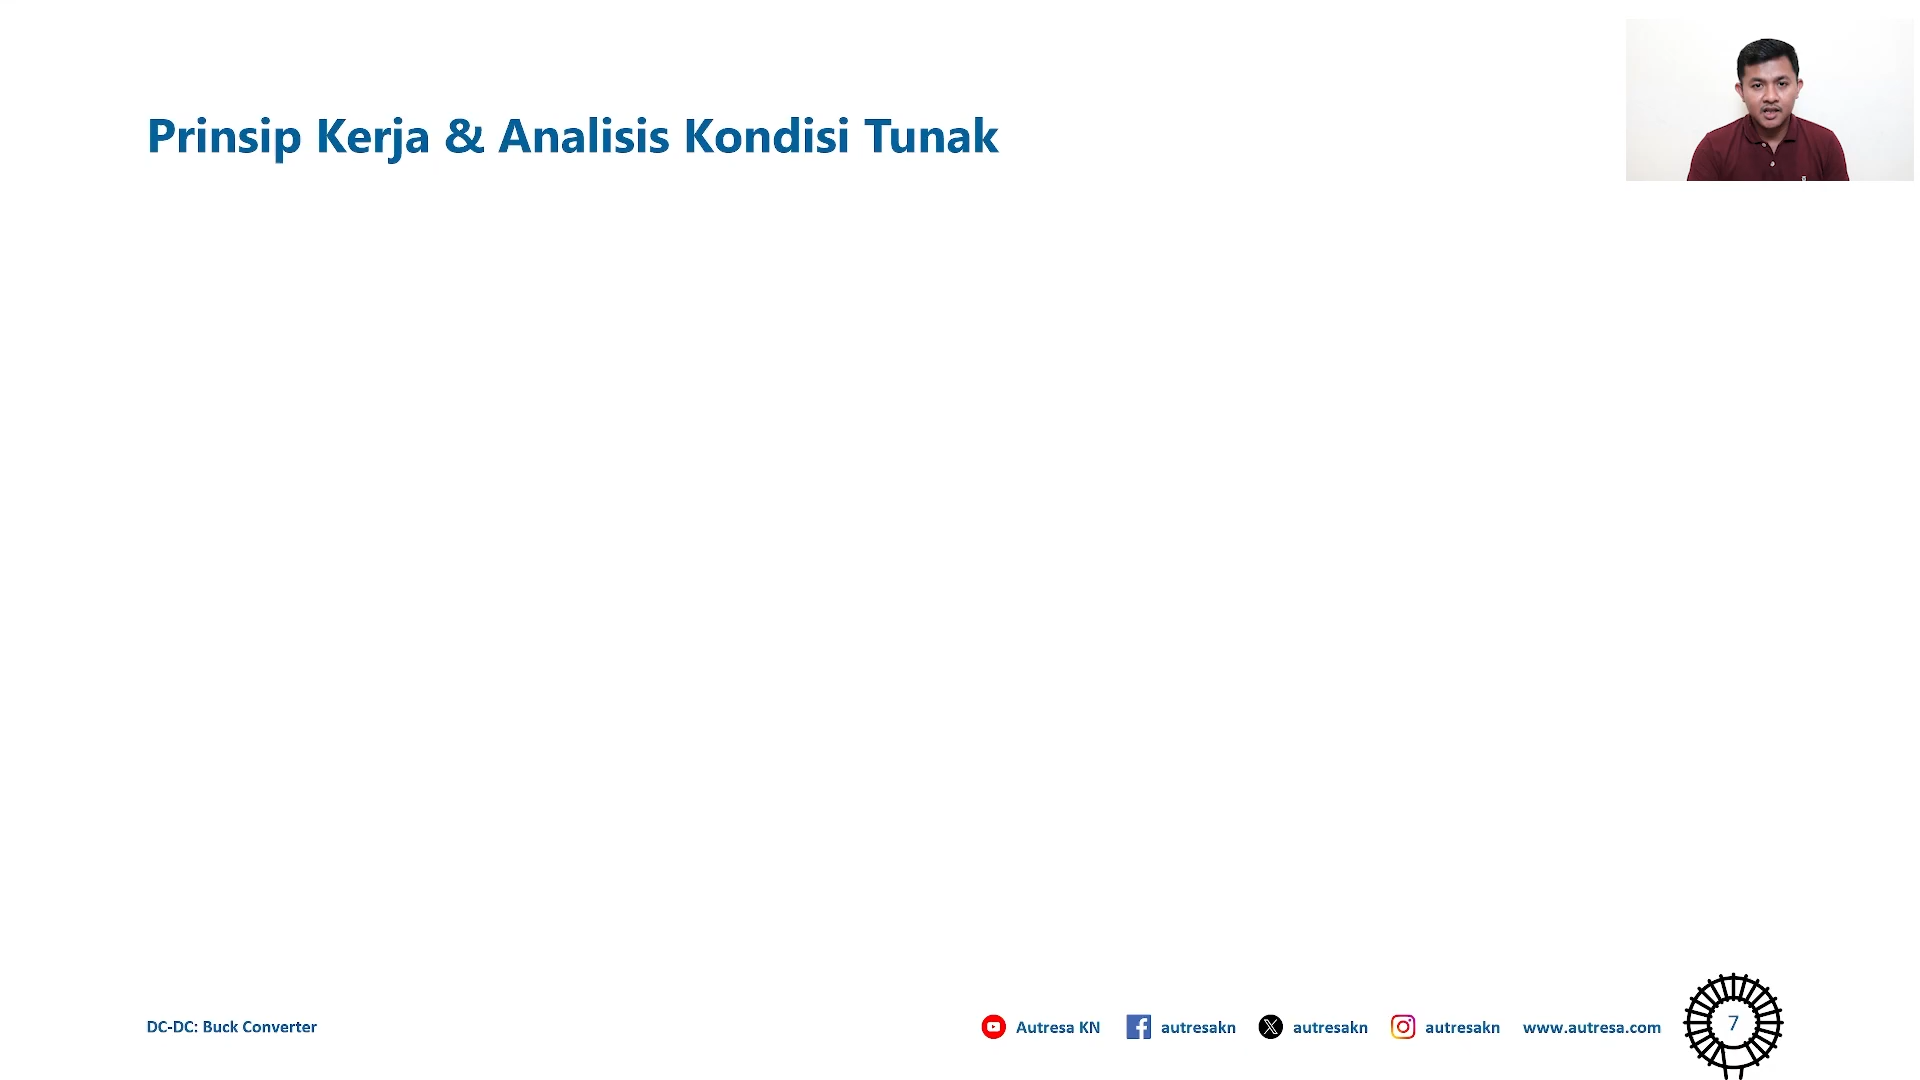 Prinsip Kerja & Analisis Kondisi Tunak
DC-DC: Buck Converter
Autresa KN
autresakn
autresakn
autresakn
www.autresa.com
7